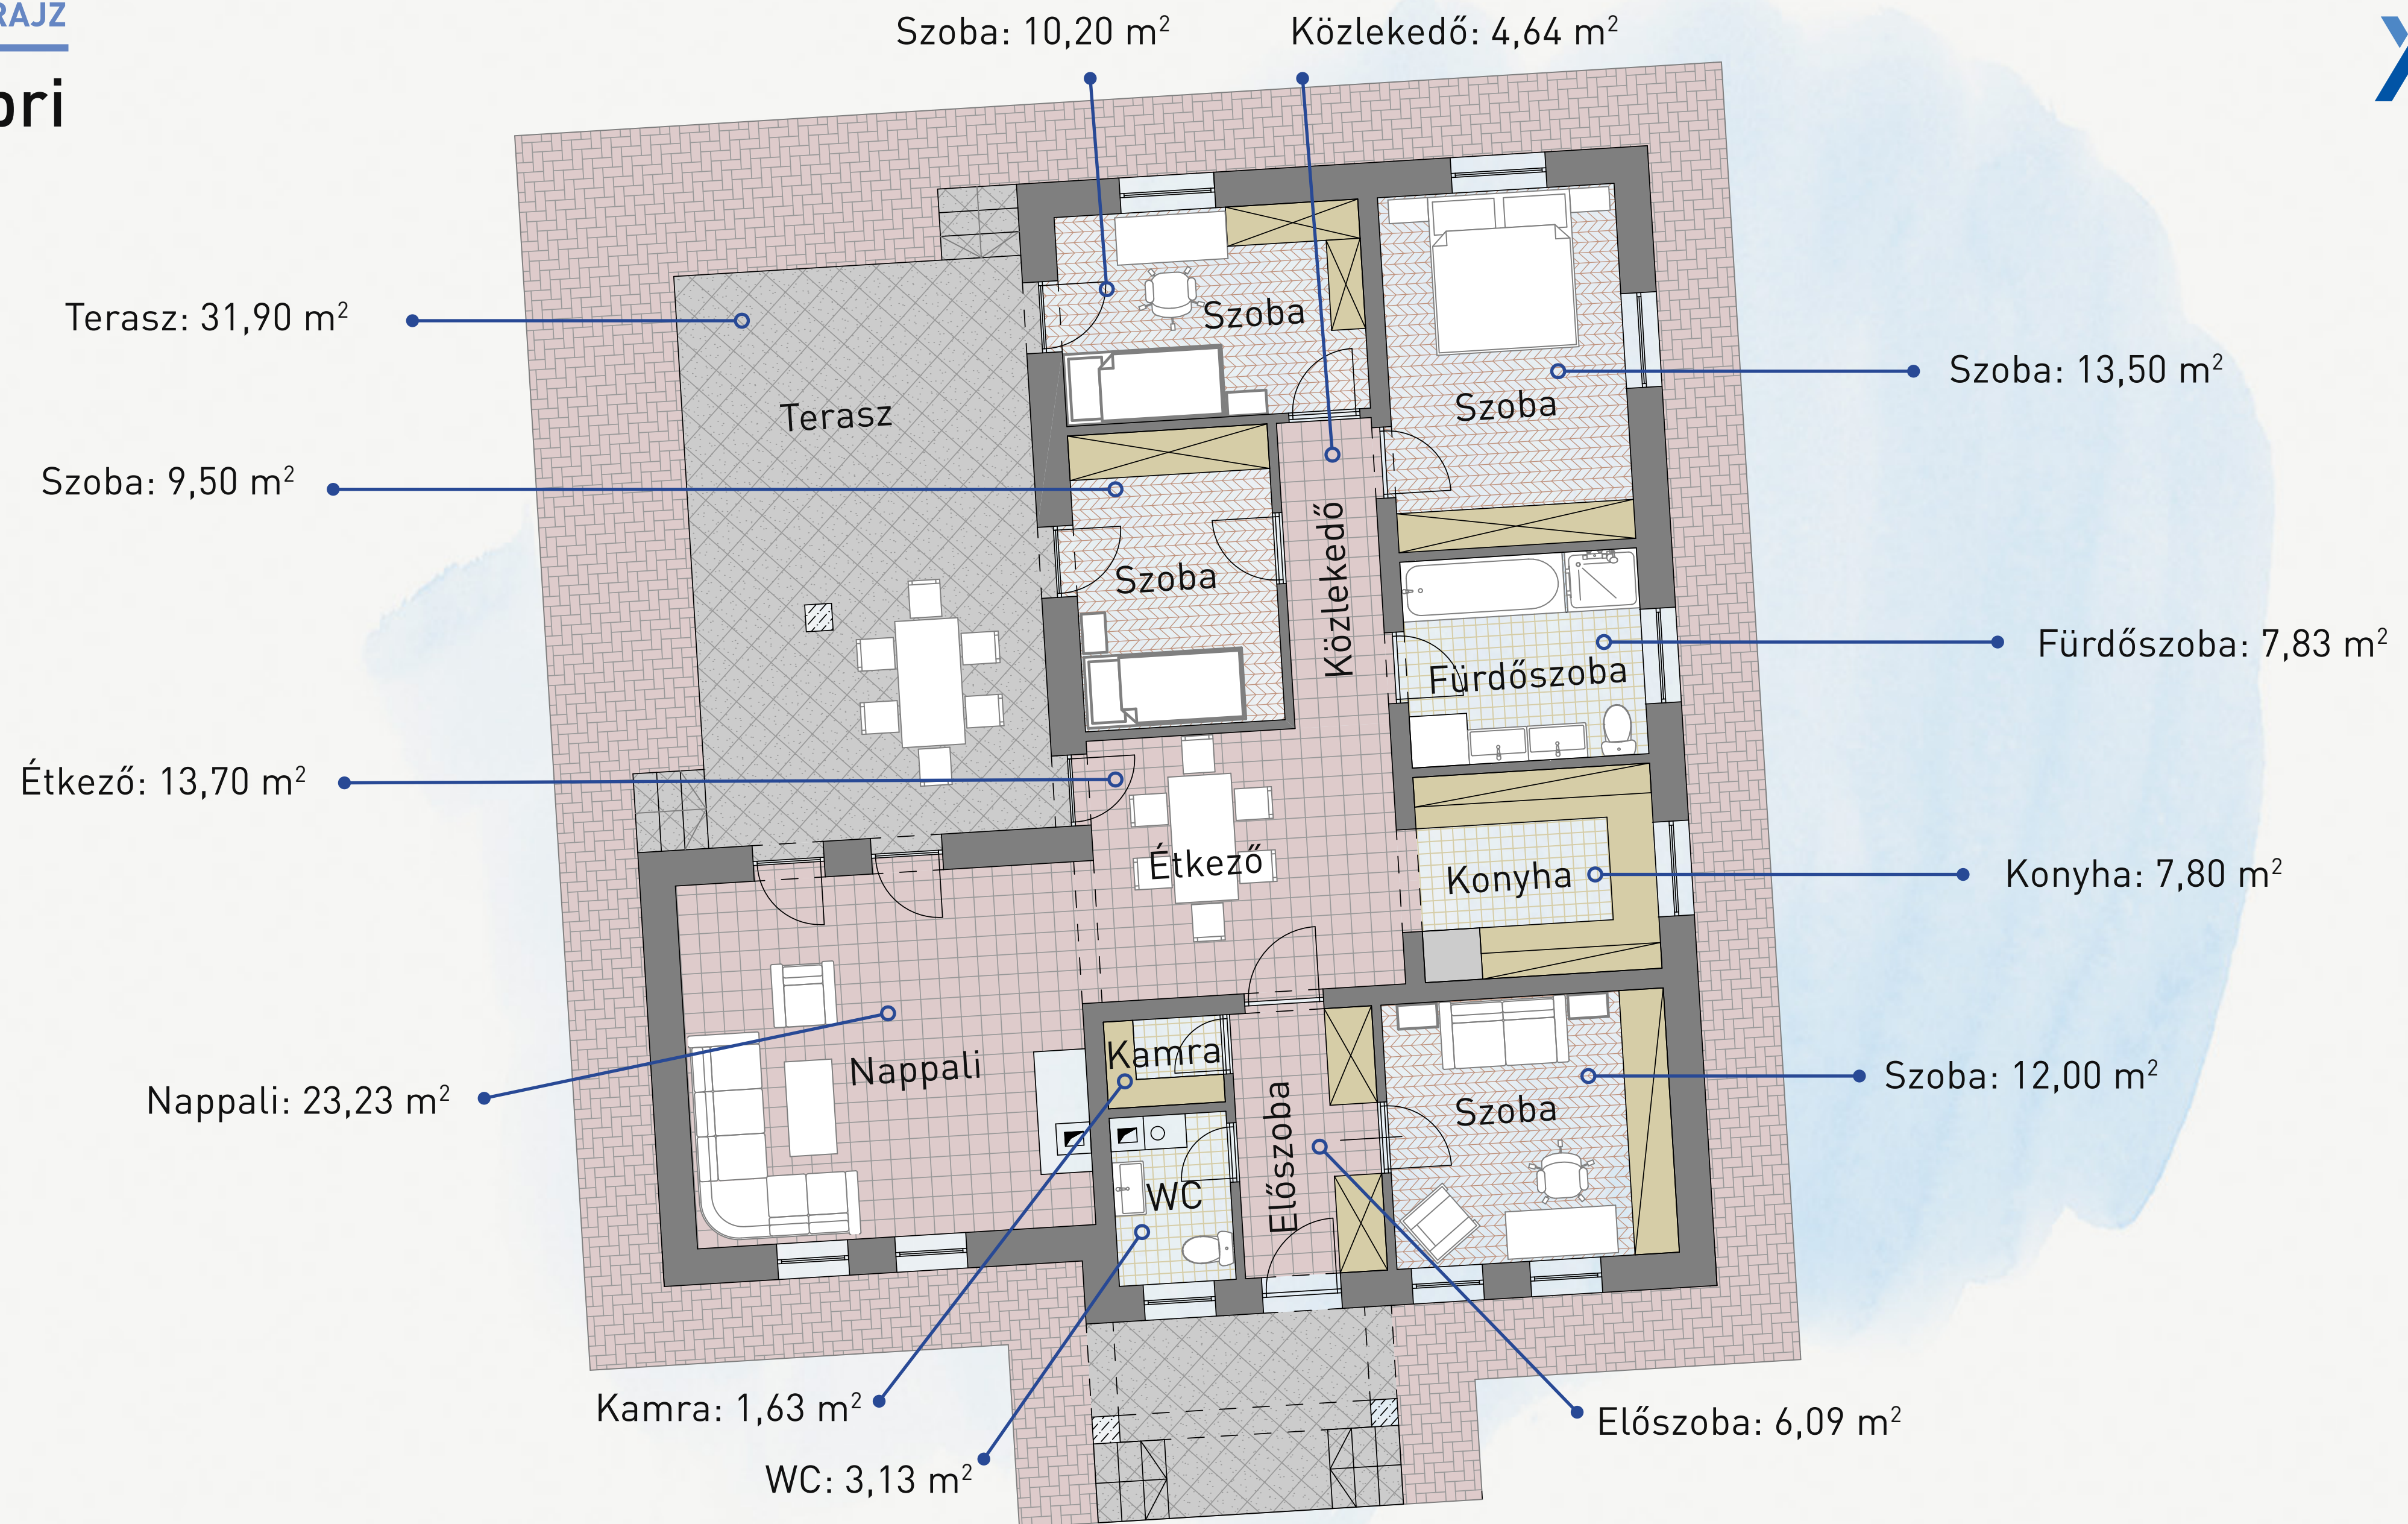 RAJZ
ori
Szoba: 10,20 m²
Közlekedő: 4,64 m²
Terasz: 31,90 m²
Szoba: 9,50 m²
Étkező: 13,70 m²
Nappali: 23,23 m²
Kamra: 1,63 m²
WC: 3,13 m²
Szoba: 13,50 m²
Fürdőszoba: 7,83 m²
Konyha: 7,80 m²
Szoba: 12,00 m²
Előszoba: 6,09 m²
Szoba
Terasz
Szoba
Szoba
Közlekedő
Fürdőszoba
Étkező
Konyha
Nappali
Kamra
Előszoba
Szoba
WC